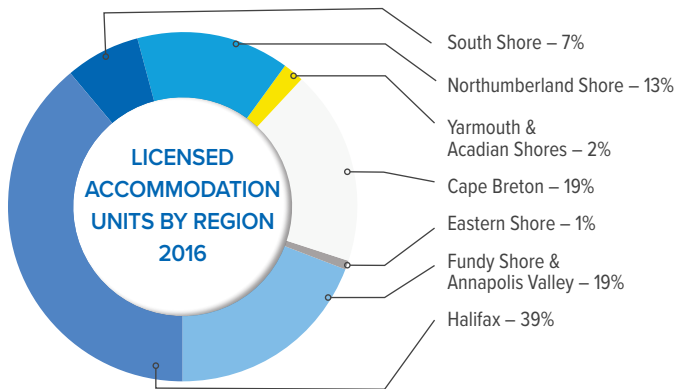 LICENSED
ACCOMMODATION
UNITS BY REGION
2016
South Shore – 7%
Northumberland Shore – 13%
Yarmouth &
Acadian Shores – 2%
Cape Breton – 19%
Eastern Shore – 1%
Fundy Shore &
Annapolis Valley – 19%
Halifax – 39%